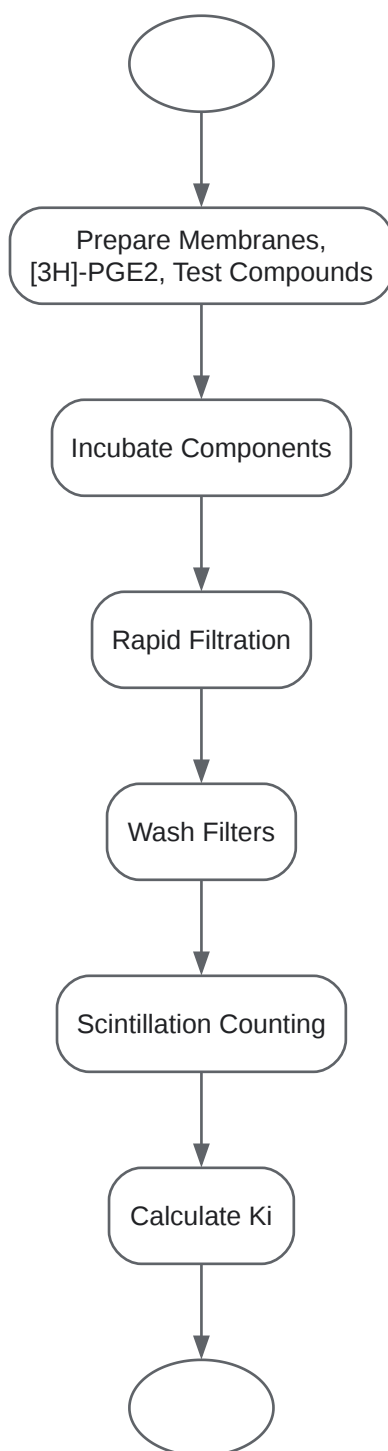 Prepare Membranes,
[3H]-PGE2, Test Compounds
Incubate Components
Rapid Filtration
Wash Filters
Scintillation Counting
Calculate Ki